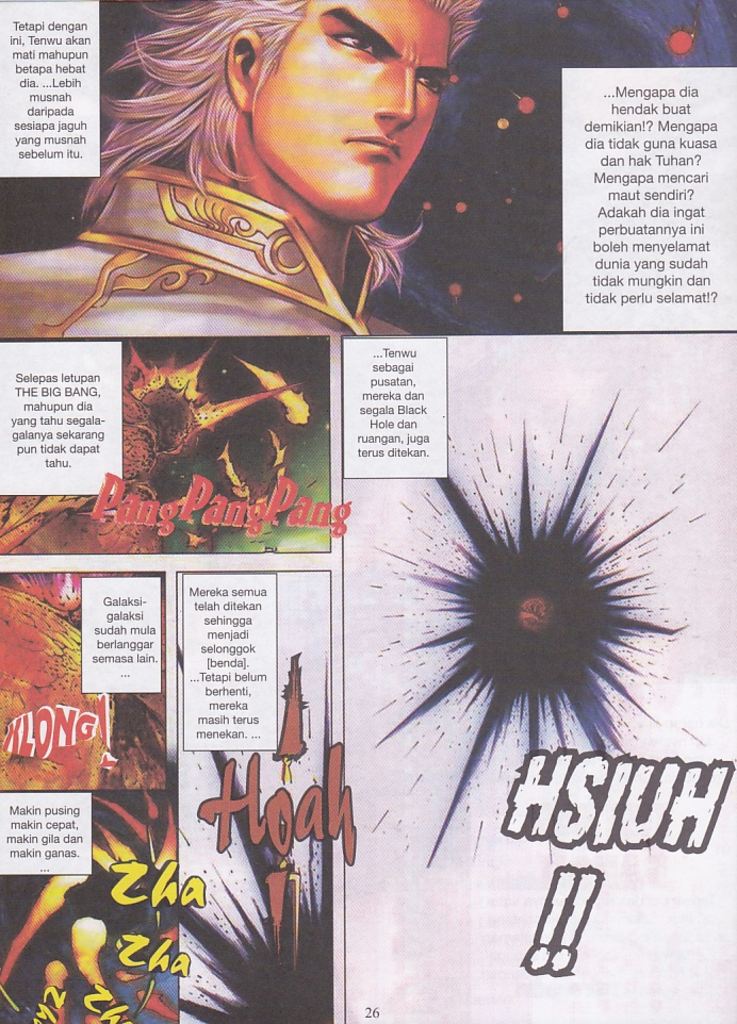 Tetapi dengan
ini, Tenwu akan
mati mahupun
betapa hebat
dia. ...Lebih
musnah
daripada
sesiapa jaguh
yang musnah
sebelum itu.
...Mengapa dia
hendak buat
demikian!? Mengapa
dia tidak guna kuasa
dan hak Tuhan?
Mengapa mencari
maut sendiri?
Adakah dia ingat
perbuatannya ini
boleh menyelamat
dunia yang sudah
tidak mungkin dan
tidak perlu selamat!?
Selepas letupan
THE BIG BANG,
mahupun dia
yang tahu segala-
galanya sekarang
pun tidak dapat
tahu.
PangPangPang
...Tenwu
sebagai
pusatan,
mereka dan
segala Black
Hole dan
ruangan, juga
terus ditekan.
Galaksi-
galaksi
sudah mula
berlanggar
semasa lain.
...
KLONG!
Mereka semua
telah ditekan
sehingga
menjadi
selonggok
[benda].
...Tetapi belum
berhenti,
mereka
masih terus
menekan. ...
Hoah
HSIUH
!!
Makin pusing
makin cepat,
makin gila dan
makin ganas.
...
Zha
Zha
26